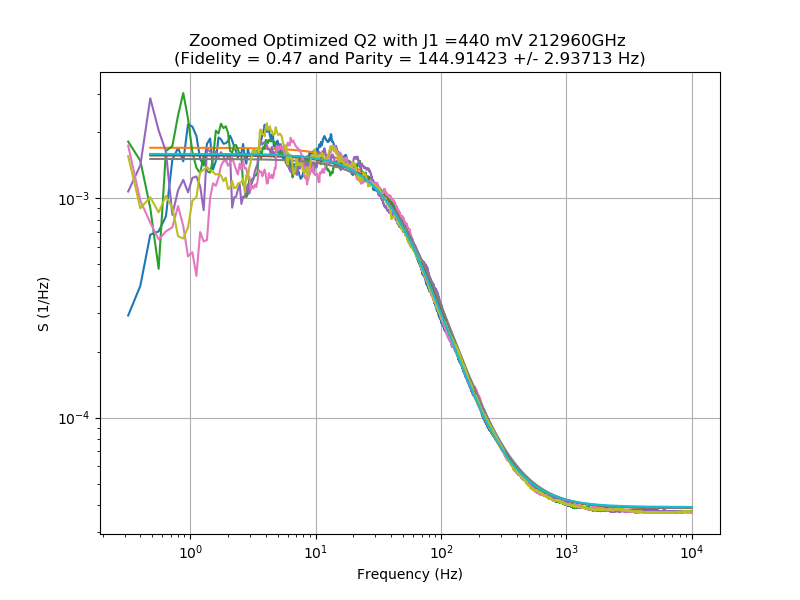 Zoomed Optimized Q2 with J1 =440 mV 212960GHz
(Fidelity = 0.47 and Parity = 144.91423 +/- 2.93713 Hz)
S (1/Hz)
10⁻³
10⁻⁴
10⁰ 10¹ 10² 10³ 10⁴
Frequency (Hz)